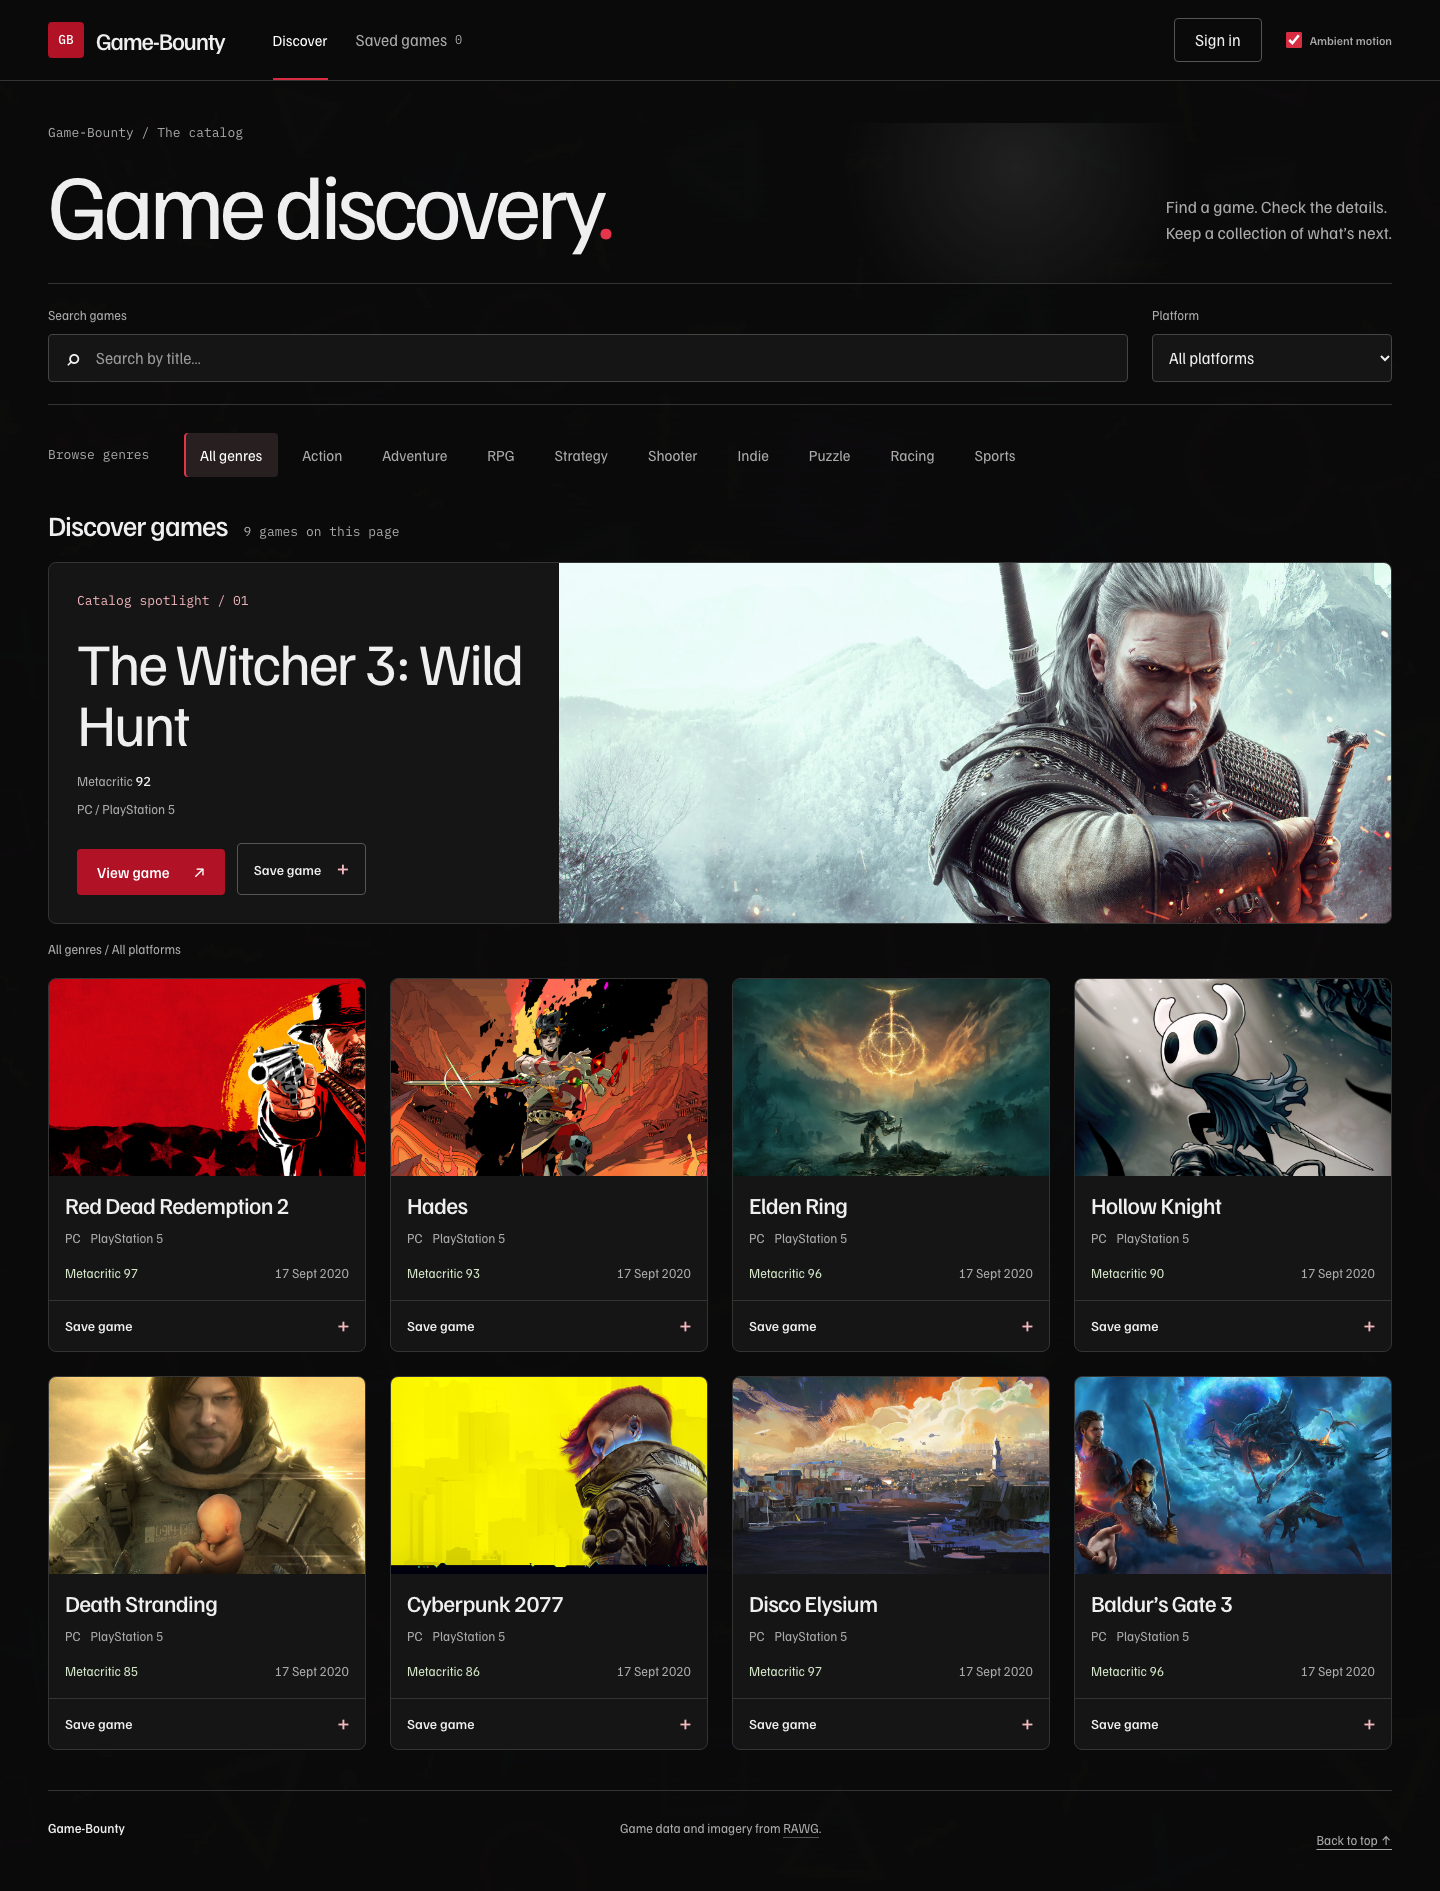 GB
Game-Bounty
Discover
Saved games 0
Sign in
Ambient motion
Game-Bounty / The catalog
Game discovery.
Find a game. Check the details.
Keep a collection of what's next.
Search games
Platform
Search by title...
All platforms
Browse genres
All genres
Action
Adventure
RPG
Strategy
Shooter
Indie
Puzzle
Racing
Sports
Discover games
9 games on this page
Catalog spotlight / 01
The Witcher 3: Wild
Hunt
Metacritic 92
PC / PlayStation 5
View game ↗
Save game +
All genres / All platforms
Red Dead Redemption 2
PC PlayStation 5
Metacritic 97 17 Sept 2020
Save game +
Hades
PC PlayStation 5
Metacritic 93 17 Sept 2020
Save game +
Elden Ring
PC PlayStation 5
Metacritic 96 17 Sept 2020
Save game +
Hollow Knight
PC PlayStation 5
Metacritic 90 17 Sept 2020
Save game +
Death Stranding
PC PlayStation 5
Metacritic 85 17 Sept 2020
Save game +
Cyberpunk 2077
PC PlayStation 5
Metacritic 86 17 Sept 2020
Save game +
Disco Elysium
PC PlayStation 5
Metacritic 97 17 Sept 2020
Save game +
Baldur's Gate 3
PC PlayStation 5
Metacritic 96 17 Sept 2020
Save game +
Game-Bounty
Game data and imagery from RAWG.
Back to top ↑